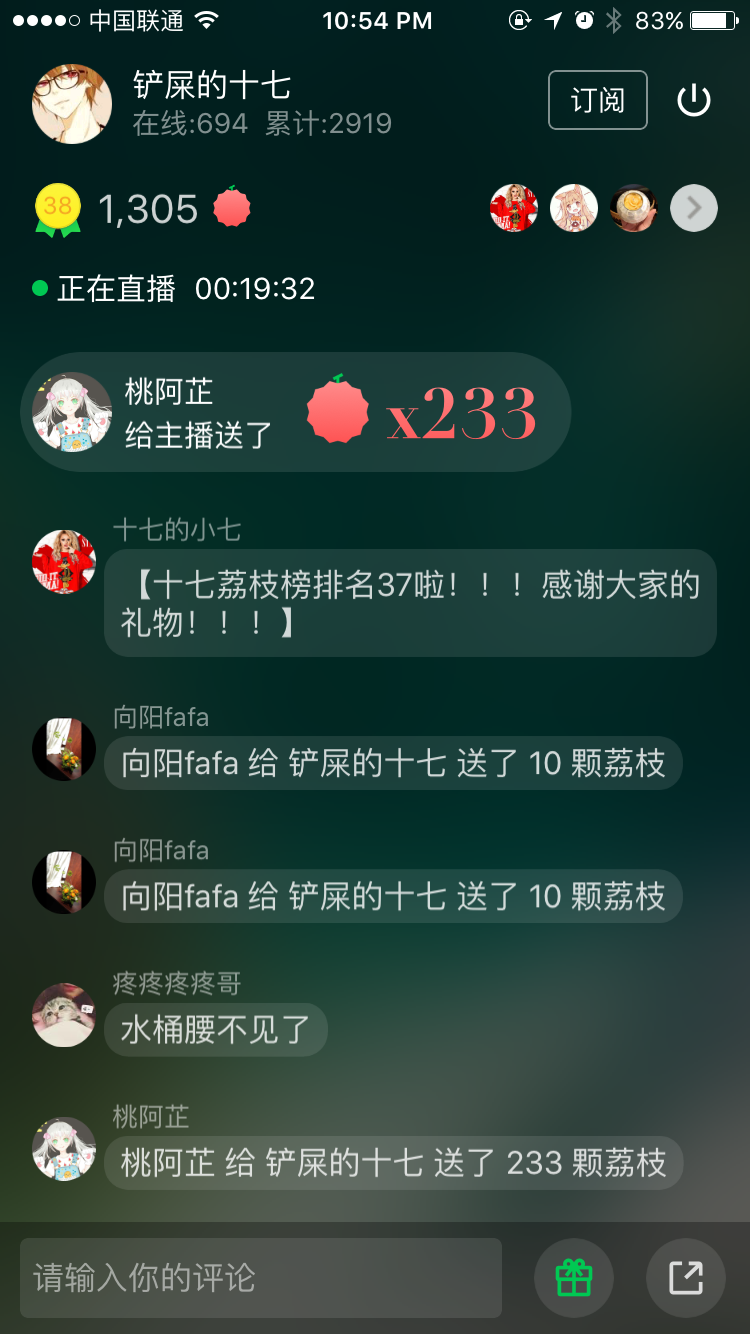 中国联通 10:54 PM 83%
铲屎的十七
在线:694 累计:2919
订阅
38 1,305
正在直播 00:19:32
桃阿芷
给主播送了
x233
十七的小七
【十七荔枝榜排名37啦！！！感谢大家的
礼物！！！】
向阳fafa
向阳fafa 给 铲屎的十七 送了 10 颗荔枝
向阳fafa
向阳fafa 给 铲屎的十七 送了 10 颗荔枝
疼疼疼疼哥
水桶腰不见了
桃阿芷
桃阿芷 给 铲屎的十七 送了 233 颗荔枝
请输入你的评论